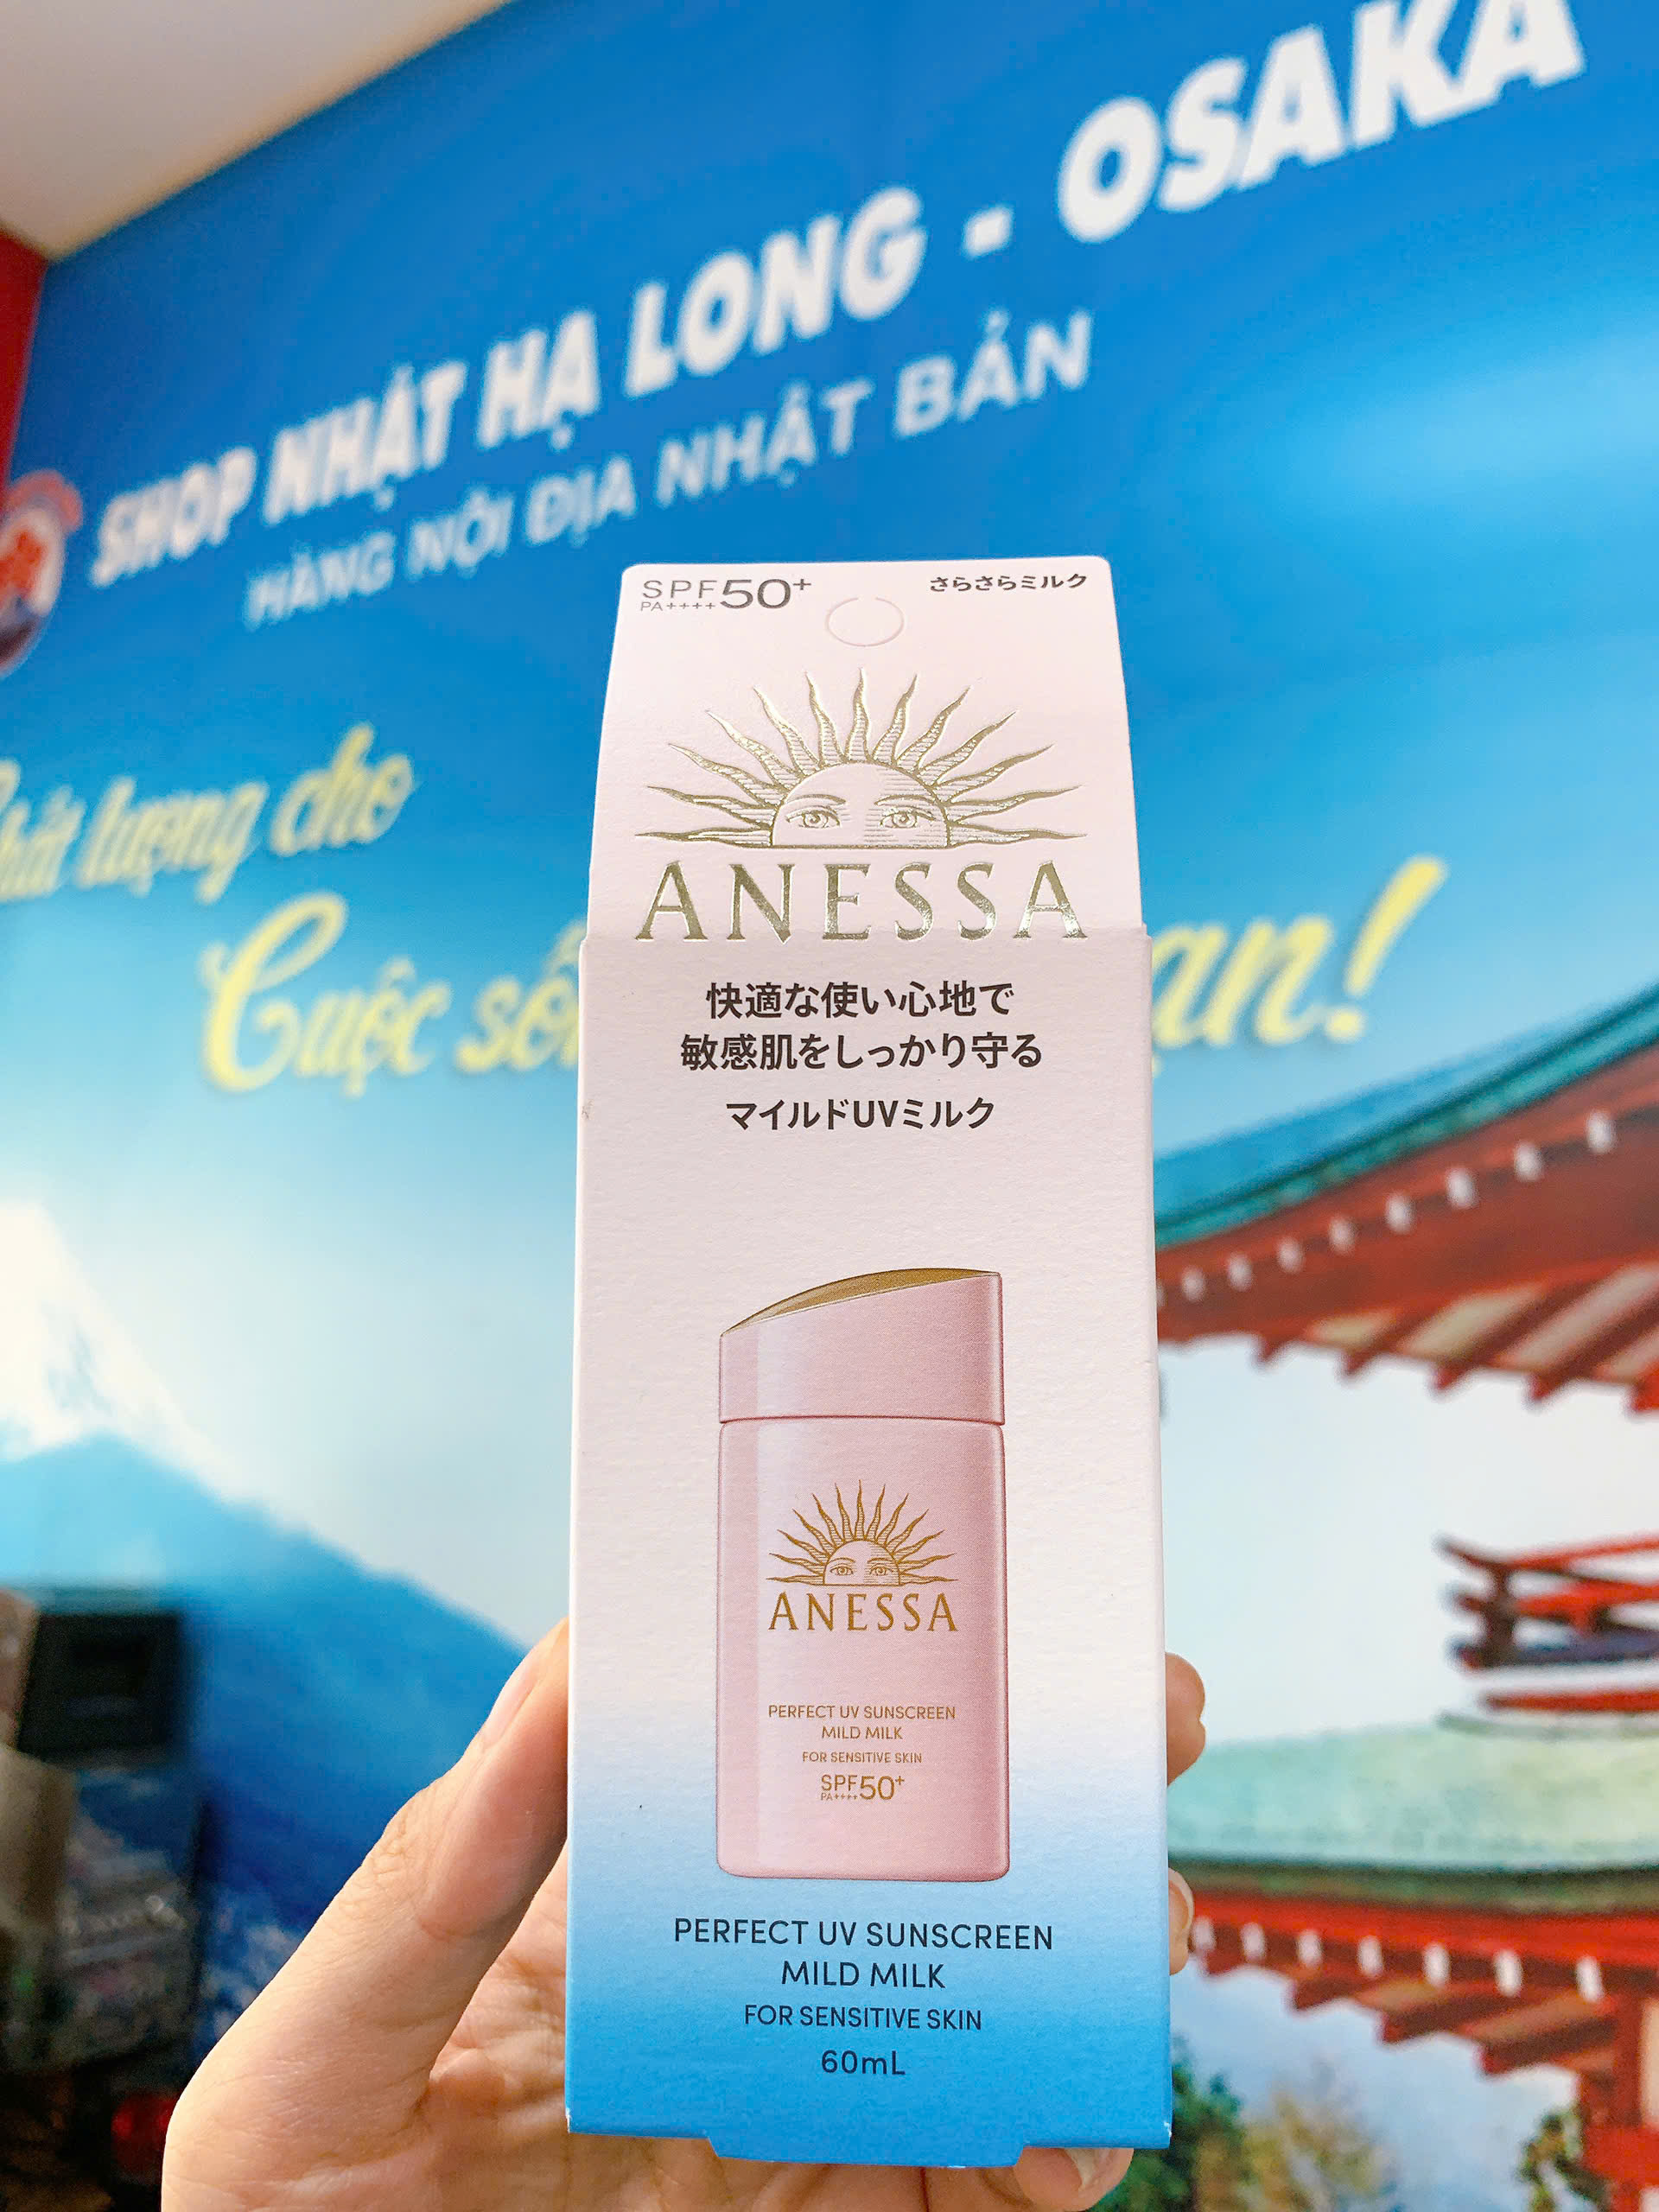 SHOP NHẬT HẠ LONG - OSAKA
HÀNG NỘI ĐỊA NHẬT BẢN
lượng cho
Cuộc
SPF50+
PA++++
さらさらミルク
ANESSA
快適な使い心地で
敏感肌をしっかり守る
マイルドUVミルク
ANESSA
PERFECT UV SUNSCREEN
MILD MILK
FOR SENSITIVE SKIN
SPF50+
PA++++
PERFECT UV SUNSCREEN
MILD MILK
FOR SENSITIVE SKIN
60mL